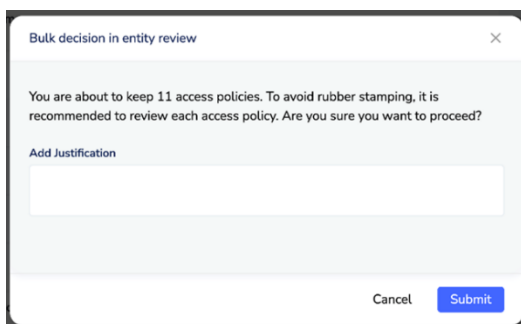 Bulk decision in entity review
You are about to keep 11 access policies. To avoid rubber stamping, it is
recommended to review each access policy. Are you sure you want to proceed?
Add Justification
Cancel Submit